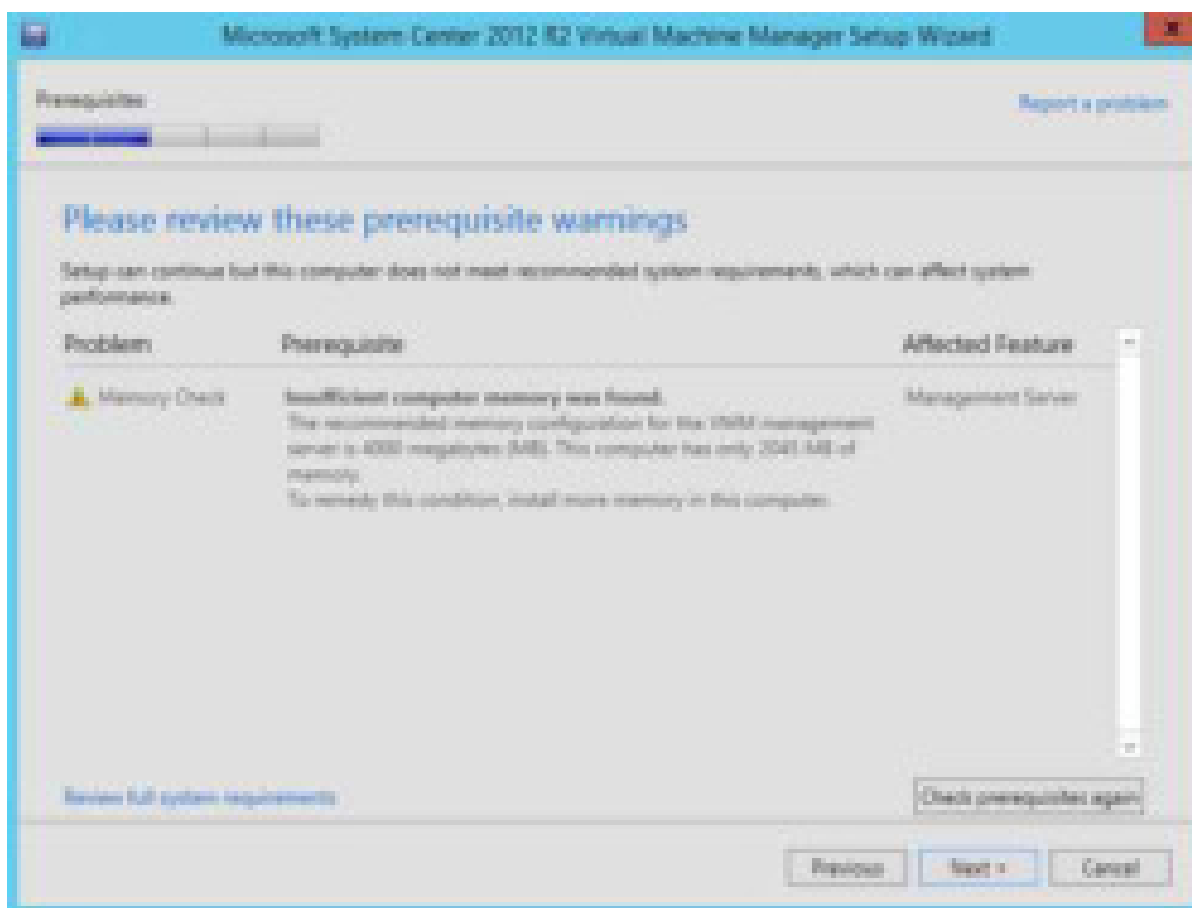 Microsoft System Center 2012 R2 Virtual Machine Manager Setup Wizard
Prerequisites
Report a problem
Please review these prerequisite warnings
Setup can continue but this computer does not meet recommended system requirements, which can affect system
performance.
Problem Prerequisite Affected Feature
Memory Check Insufficient computer memory was found. Management Server
The recommended memory configuration for the VMM management
server is 4000 megabytes (MB). This computer has only MB of
memory.
To remedy this condition, install more memory in this computer.
Review full system requirements
Check prerequisites again
Previous Next > Cancel